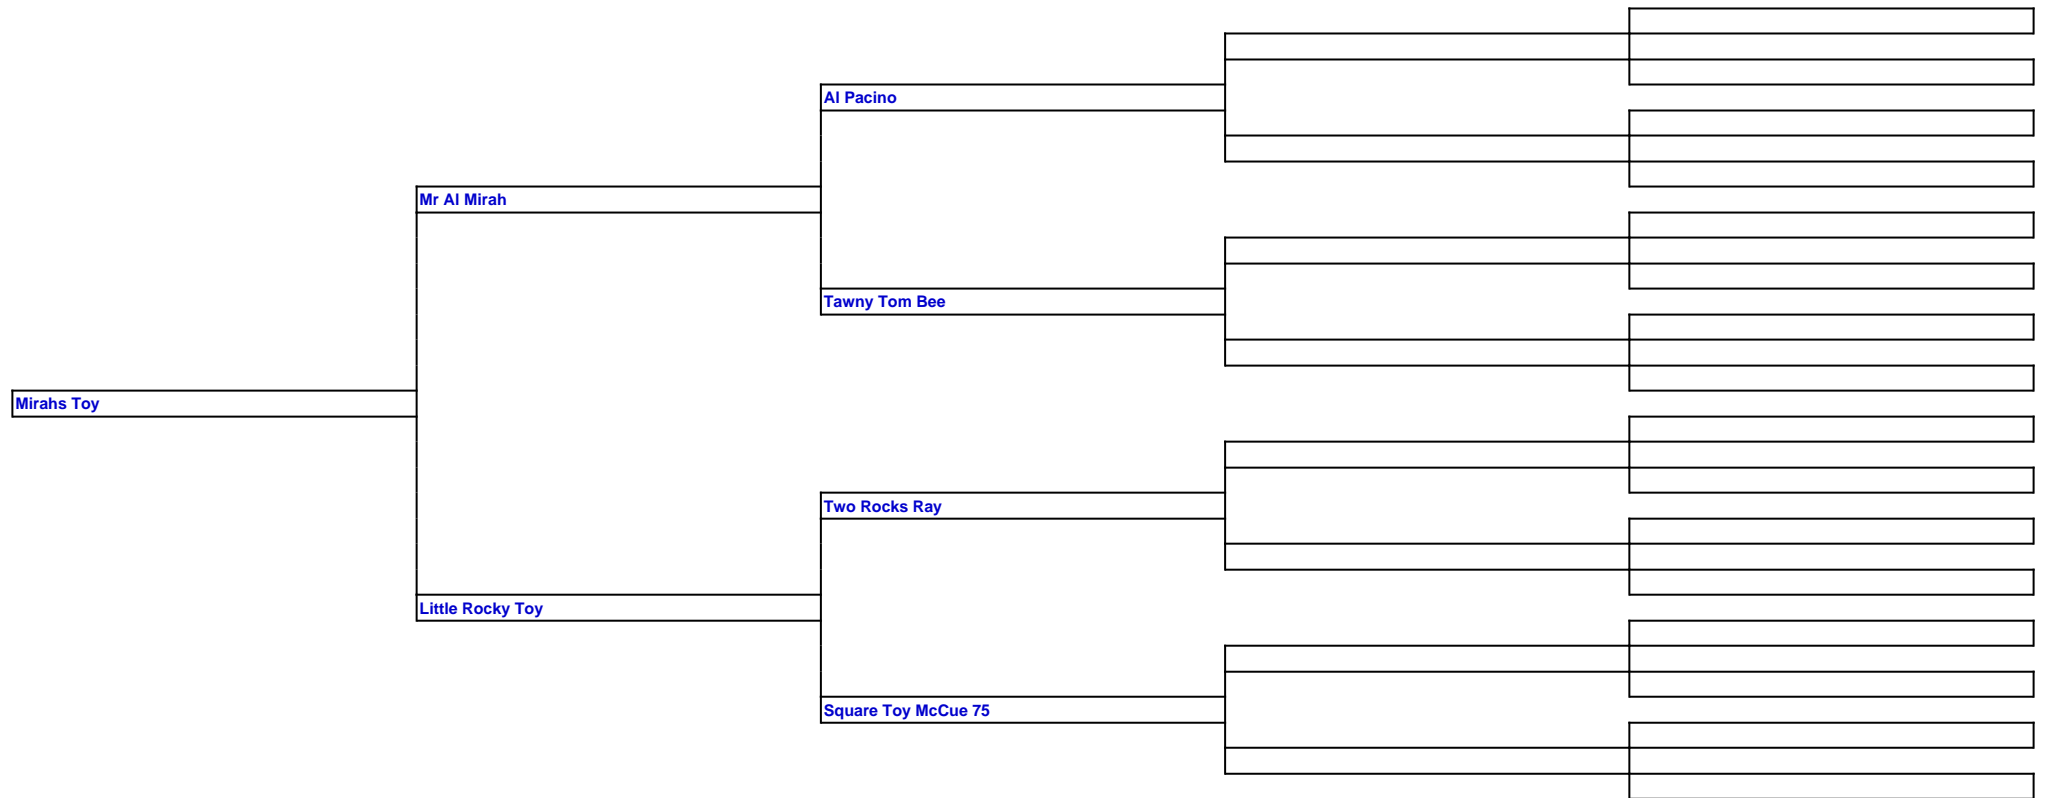 Al Pacino
Mr Al Mirah
Tawny Tom Bee
Mirahs Toy
Two Rocks Ray
Little Rocky Toy
Square Toy McCue 75